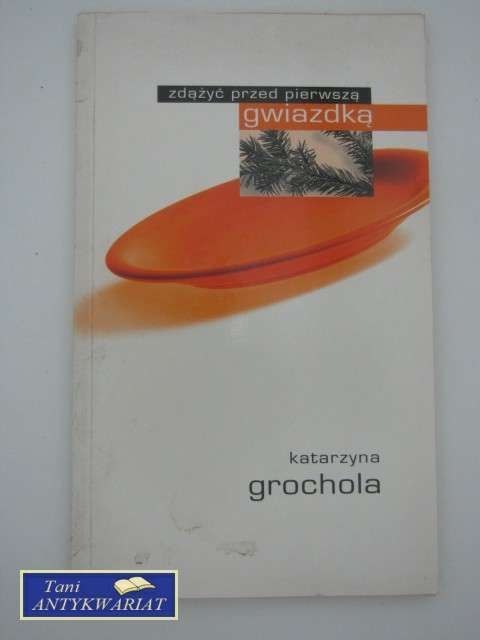 zdążyć przed pierwszą
gwiazdką
katarzyna
grochola
Tani
ANTYKWARIAT